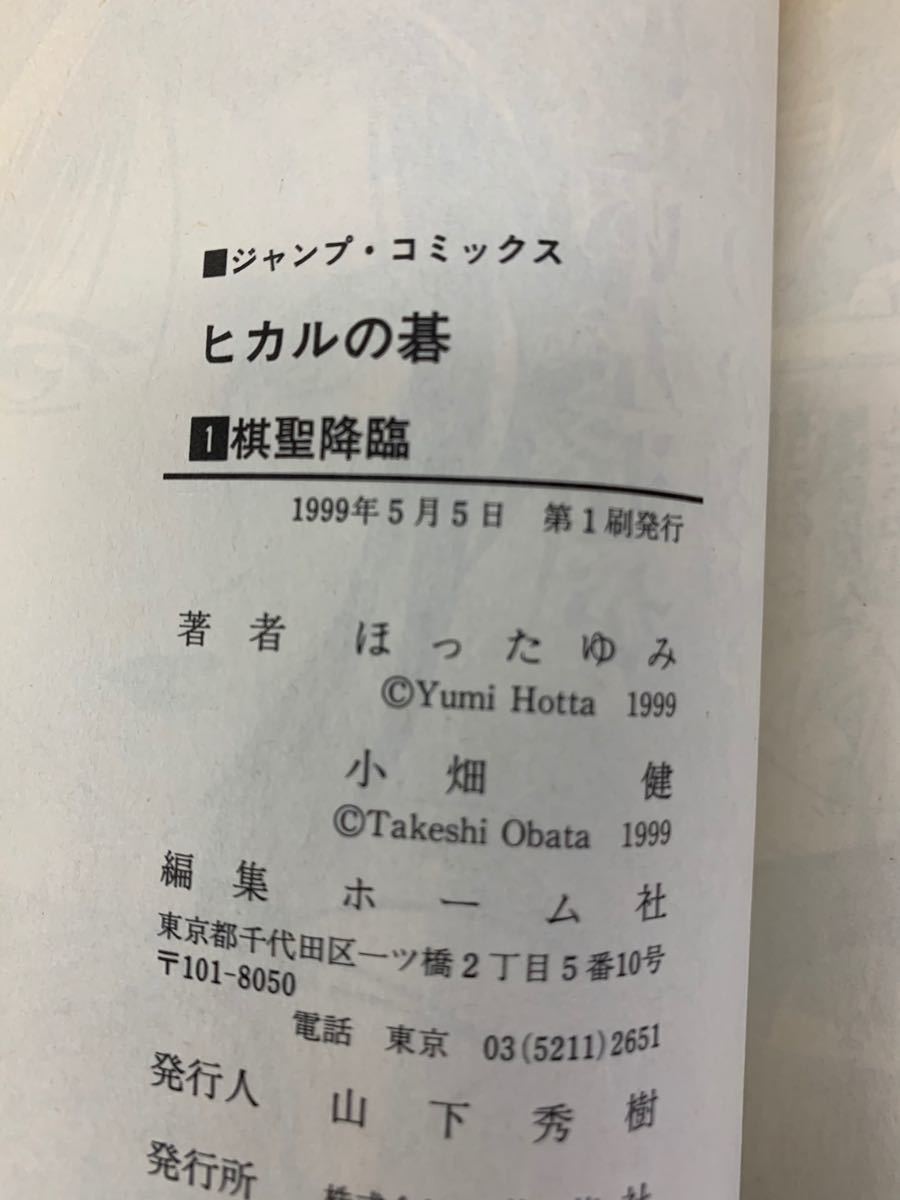 ■ジャンプ・コミックス
ヒカルの碁
1棋聖降臨
1999年5月5日 第1刷発行
著者 ほったゆみ
©Yumi Hotta 1999
小畑 健
©Takeshi Obata 1999
編集 ホーム社
東京都千代田区一ツ橋2丁目5番10号
〒101-8050
電話 東京 03(5211)2651
発行人 山下秀樹
発行所